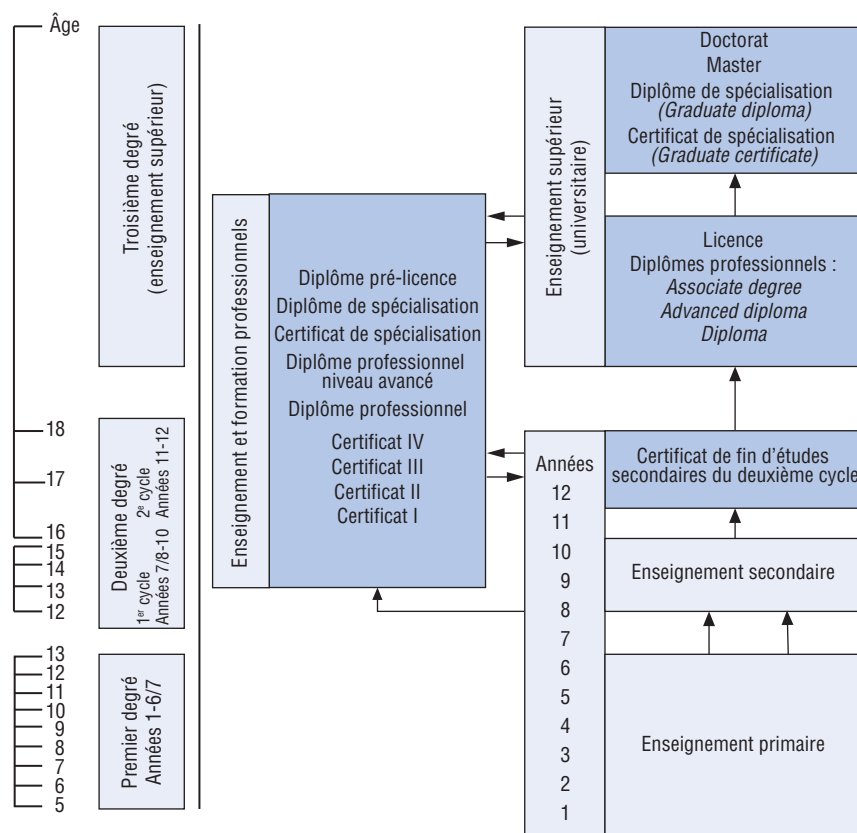 Âge
18
17
16
15
14
13
12
13
12
11
10
9
8
7
6
5
Troisième degré
(enseignement supérieur)
Deuxième degré
1er cycle 2e cycle
Années 7/8-10 Années 11-12
Premier degré
Années 1-6/7
Enseignement et formation professionnels
Diplôme pré-licence
Diplôme de spécialisation
Certificat de spécialisation
Diplôme professionnel
niveau avancé
Diplôme professionnel
Certificat IV
Certificat III
Certificat II
Certificat I
Enseignement supérieur
(universitaire)
Doctorat
Master
Diplôme de spécialisation
(Graduate diploma)
Certificat de spécialisation
(Graduate certificate)
Licence
Diplômes professionnels :
Associate degree
Advanced diploma
Diploma
Années
12
11
10
9
8
7
6
5
4
3
2
1
Certificat de fin d'études
secondaires du deuxième cycle
Enseignement secondaire
Enseignement primaire